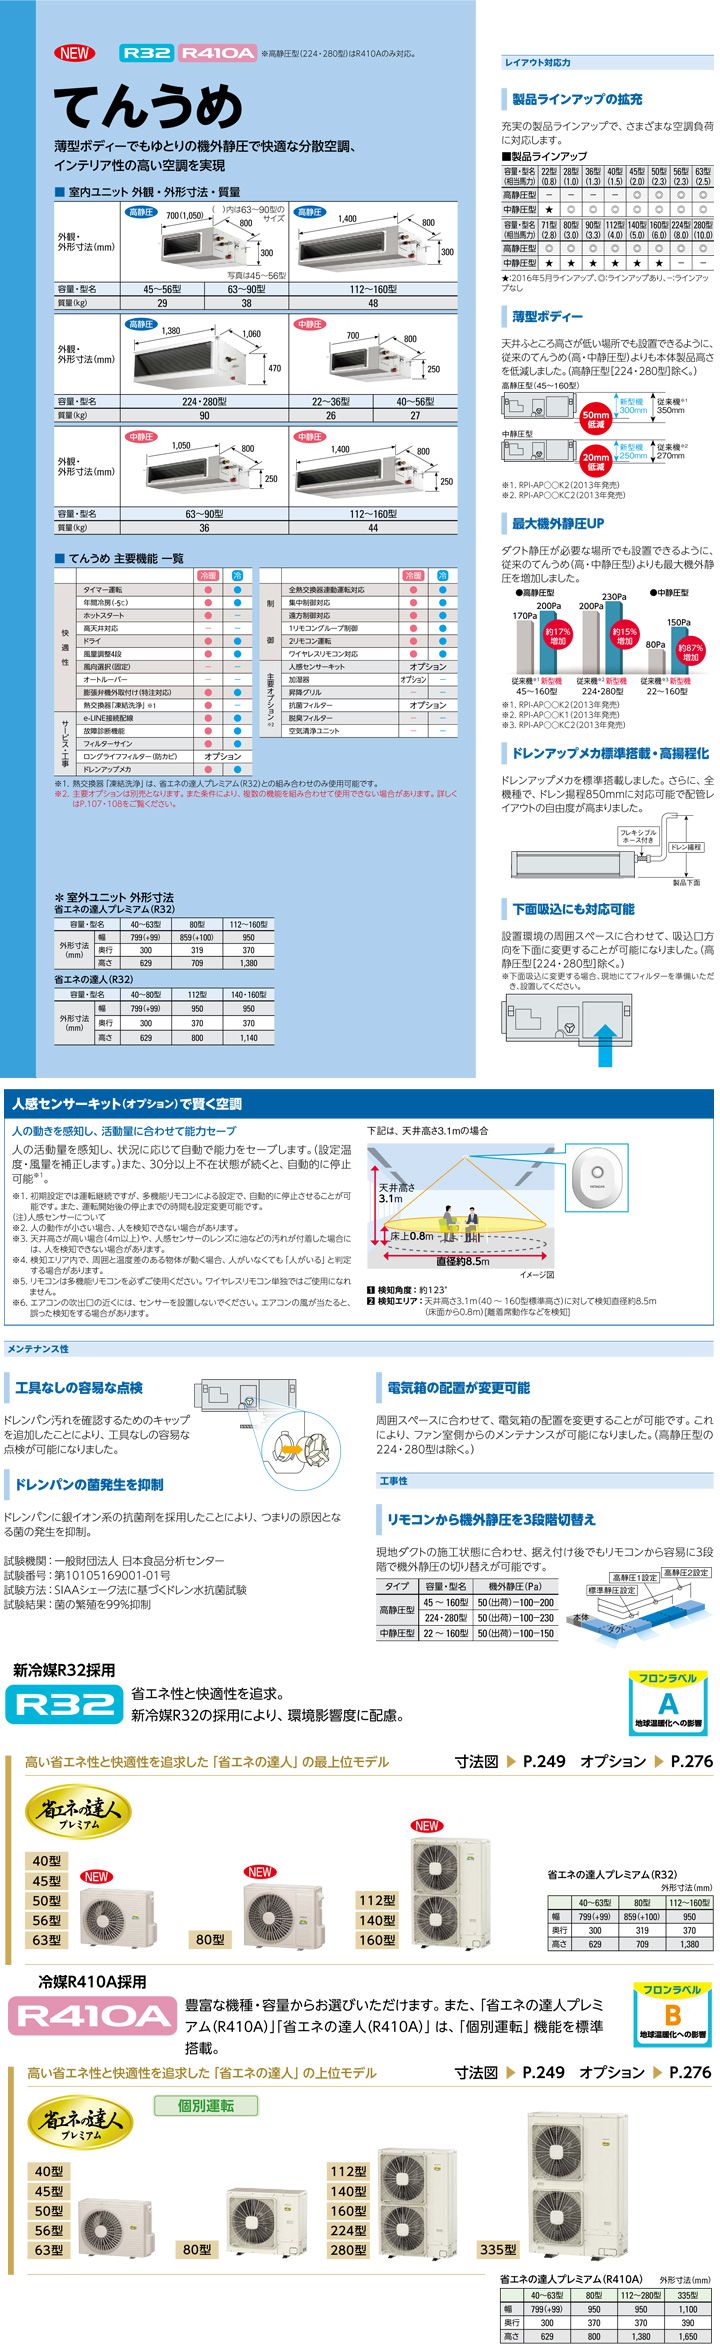 NEW R32 R410A ※高静圧型(224・280型)はR410Aのみ対応。
てんうめ
薄型ボディーでもゆとりの機外静圧で快適な分散空調、
インテリア性の高い空調を実現
■ 室内ユニット 外観・外形寸法・質量
外観・
外形寸法(mm)
高静圧 700(1,050) 800 300
( )内は63～90型の
サイズ
写真は45～56型
高静圧 1,400 800 300
容量・型名 45～56型 63～90型 112～160型
質量(kg) 29 38 48
外観・
外形寸法(mm)
高静圧 1,380 1,060 470
中静圧 700 800 250
容量・型名 224・280型 22～36型 40～56型
質量(kg) 90 26 27
外観・
外形寸法(mm)
中静圧 1,050 800 250
中静圧 1,400 800 250
容量・型名 63～90型 112～160型
質量(kg) 36 44
■ てんうめ 主要機能 一覧
冷暖 冷
快適性
タイマー運転 ● ●
年間冷房(-5℃) ● ●
ホットスタート ● −
高天井対応 − −
ドライ ● ●
風量調整4段 ● ●
風向選択(固定) − −
オートルーバー − −
膨張弁機外取付け(特注対応) ● ●
熱交換器「凍結洗浄」※1 ● −
サービス・工事
e-LINE接続配線 ● ●
故障診断機能 ● ●
フィルターサイン ● ●
ロングライフフィルター(防カビ) オプション
ドレンアップメカ ● ●
冷暖 冷
制御
全熱交換器連動運転対応 ● ●
集中制御対応 ● ●
遠方制御対応 ● ●
1リモコングループ制御 ● ●
2リモコン運転 ● ●
ワイヤレスリモコン対応 ● ●
主要オプション※2
人感センサーキット オプション
加湿器 オプション −
昇降グリル − −
抗菌フィルター オプション
脱臭フィルター − −
空気清浄ユニット − −
※1. 熱交換器「凍結洗浄」は、省エネの達人プレミアム(R32)との組み合わせのみ使用可能です。
※2. 主要オプションは別売となります。また条件により、複数の機能を組み合わせて使用できない場合があります。詳しく
はP.107・108をご覧ください。
＊室外ユニット 外形寸法
省エネの達人プレミアム(R32)
容量・型名 40～63型 80型 112～160型
外形寸法
(mm)
幅 799(+99) 859(+100) 950
奥行 300 319 370
高さ 629 709 1,380
省エネの達人(R32)
容量・型名 40～80型 112型 140・160型
外形寸法
(mm)
幅 799(+99) 950 950
奥行 300 370 370
高さ 629 800 1,140
レイアウト対応力
製品ラインアップの拡充
充実の製品ラインアップで、さまざまな空調負荷
に対応します。
■製品ラインアップ
容量・型名 22型 28型 36型 40型 45型 50型 56型 63型
(相当馬力) (0.8) (1.0) (1.3) (1.5) (2.0) (2.3) (2.3) (2.5)
高静圧型 − − − − ◎ ◎ ◎ ◎
中静圧型 ★ ◎ ◎ ◎ ◎ ◎ ◎ ◎
容量・型名 71型 80型 90型 112型 140型 160型 224型 280型
(相当馬力) (2.8) (3.0) (3.3) (4.0) (5.0) (6.0) (8.0) (10.0)
高静圧型 ◎ ◎ ◎ ◎ ◎ ◎ ◎ ◎
中静圧型 ★ ★ ★ ★ ★ ★ − −
★:2016年5月ラインアップ、◎:ラインアップあり、−:ラインアッ
プなし
薄型ボディー
天井ふところ高さが低い場所でも設置できるように、
従来のてんうめ(高・中静圧型)よりも本体製品高さ
を低減しました。(高静圧型[224・280型]除く。)
高静圧型(45～160型)
50mm
低減
新型機
300mm
従来機※1
350mm
中静圧型
20mm
低減
新型機
250mm
従来機※2
270mm
※1. RPI-AP○○K2(2013年発売)
※2. RPI-AP○○KC2(2013年発売)
最大機外静圧UP
ダクト静圧が必要な場所でも設置できるように、
従来のてんうめ(高・中静圧型)よりも最大機外静
圧を増加しました。
●高静圧型 ●中静圧型
170Pa 200Pa 約17%増加
200Pa 230Pa 約15%増加
80Pa 150Pa 約87%増加
従来機※1 新型機 従来機※2 新型機 従来機※3 新型機
45～160型 224・280型 22～160型
※1. RPI-AP○○K2(2013年発売)
※2. RPI-AP○○K1(2013年発売)
※3. RPI-AP○○KC2(2013年発売)
ドレンアップメカ標準搭載・高揚程化
ドレンアップメカを標準搭載しました。さらに、全
機種で、ドレン揚程850mmに対応可能で配管レ
イアウトの自由度が高まりました。
フレキシブル
ホース付き
ドレン揚程
製品下面
下面吸込にも対応可能
設置環境の周囲スペースに合わせて、吸込口方
向を下面に変更することが可能になりました。(高
静圧型[224・280型]除く。)
※下面吸込に変更する場合、現地にてフィルターを準備いただ
き、設置してください。
人感センサーキット(オプション)で賢く空調
人の動きを感知し、活動量に合わせて能力セーブ
人の活動量を感知し、状況に応じて自動で能力をセーブします。(設定温
度・風量を補正します。)また、30分以上不在状態が続くと、自動的に停止
可能※1。
※1. 初期設定では運転継続ですが、多機能リモコンによる設定で、自動的に停止させることが可
能です。また、運転開始後の停止までの時間も設定変更可能です。
(注)人感センサーについて
※2. 人の動作が小さい場合、人を検知できない場合があります。
※3. 天井高さが高い場合(4m以上)や、人感センサーのレンズに油などの汚れが付着した場合に
は、人を検知できない場合があります。
※4. 検知エリア内で、周囲と温度差のある物体が動く場合、人がいなくても「人がいる」と判定
する場合があります。
※5. リモコンは多機能リモコンを必ずご使用ください。ワイヤレスリモコン単独ではご使用になれ
ません。
※6. エアコンの吹出口の近くには、センサーを設置しないでください。エアコンの風が当たると、
誤った検知をする場合があります。
下記は、天井高さ3.1mの場合
天井高さ
3.1m
床上0.8m
直径約8.5m
HITACHI
イメージ図
1 検知角度：約123°
2 検知エリア：天井高さ3.1m(40～160型標準高さ)に対して検知直径約8.5m
(床面から0.8m)[離着席動作などを検知]
メンテナンス性
工具なしの容易な点検
ドレンパン汚れを確認するためのキャップ
を追加したことにより、工具なしの容易な
点検が可能になりました。
ドレンパンの菌発生を抑制
ドレンパンに銀イオン系の抗菌剤を採用したことにより、つまりの原因とな
る菌の発生を抑制。
試験機関：一般財団法人 日本食品分析センター
試験番号：第10105169001-01号
試験方法：SIAAシェーク法に基づくドレン水抗菌試験
試験結果：菌の繁殖を99%抑制
電気箱の配置が変更可能
周囲スペースに合わせて、電気箱の配置を変更することが可能です。これ
により、ファン室側からのメンテナンスが可能になりました。(高静圧型の
224・280型は除く。)
工事性
リモコンから機外静圧を3段階切替え
現地ダクトの施工状態に合わせ、据え付け後でもリモコンから容易に3段
階で機外静圧の切り替えが可能です。
タイプ 容量・型名 機外静圧(Pa)
高静圧型 45～160型 50(出荷)−100−200
224・280型 50(出荷)−100−230
中静圧型 22～160型 50(出荷)−100−150
高静圧2設定
高静圧1設定
標準静圧設定
本体
ダクト
新冷媒R32採用
R32
省エネ性と快適性を追求。
新冷媒R32の採用により、環境影響度に配慮。
フロンラベル
A
地球温暖化への影響
高い省エネ性と快適性を追求した「省エネの達人」の最上位モデル 寸法図 ▶ P.249 オプション ▶ P.276
省エネの達人
プレミアム
40型
45型
50型
56型
63型
NEW
80型
NEW
112型
140型
160型
NEW
省エネの達人プレミアム(R32)
外形寸法(mm)
40～63型 80型 112～160型
幅 799(+99) 859(+100) 950
奥行 300 319 370
高さ 629 709 1,380
冷媒R410A採用
R410A
豊富な機種・容量からお選びいただけます。また、「省エネの達人プレミ
アム(R410A)」「省エネの達人(R410A)」は、「個別運転」機能を標準
搭載。
フロンラベル
B
地球温暖化への影響
高い省エネ性と快適性を追求した「省エネの達人」の上位モデル 寸法図 ▶ P.249 オプション ▶ P.276
省エネの達人
プレミアム
個別運転
40型
45型
50型
56型
63型
80型
112型
140型
160型
224型
280型
335型
省エネの達人プレミアム(R410A) 外形寸法(mm)
40～63型 80型 112～280型 335型
幅 799(+99) 950 950 1,100
奥行 300 370 370 390
高さ 629 800 1,380 1,650